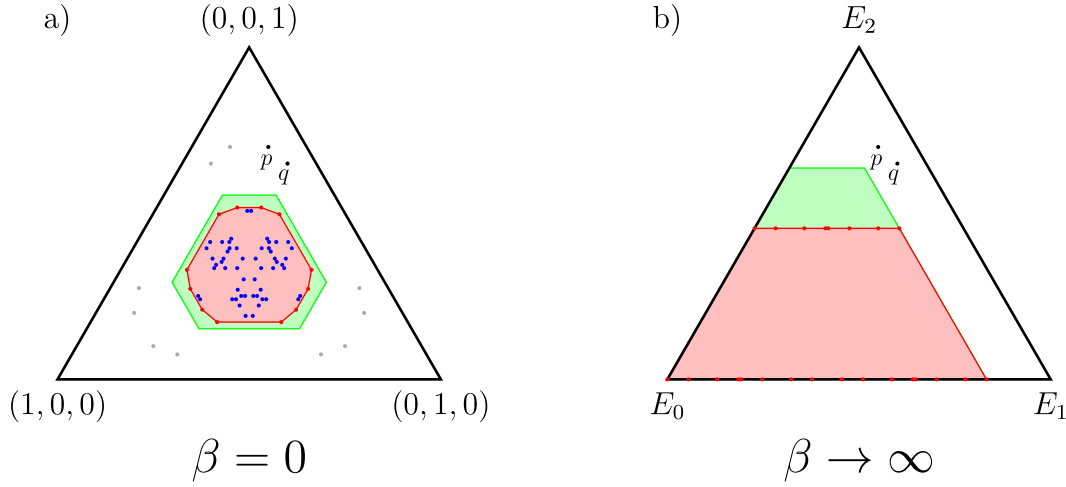 a)
(0, 0, 1)
p
q
(1, 0, 0)
(0, 1, 0)
β = 0
b)
E₂
p
q
E₀
E₁
β → ∞